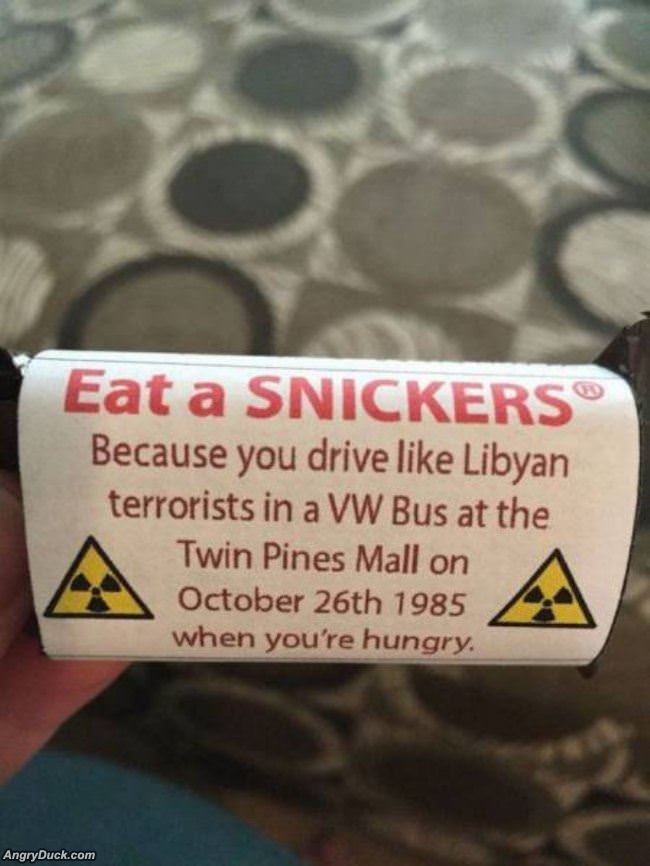 Eat a SNICKERS®
Because you drive like Libyan
terrorists in a VW Bus at the
Twin Pines Mall on
October 26th 1985
when you're hungry.
AngryDuck.com